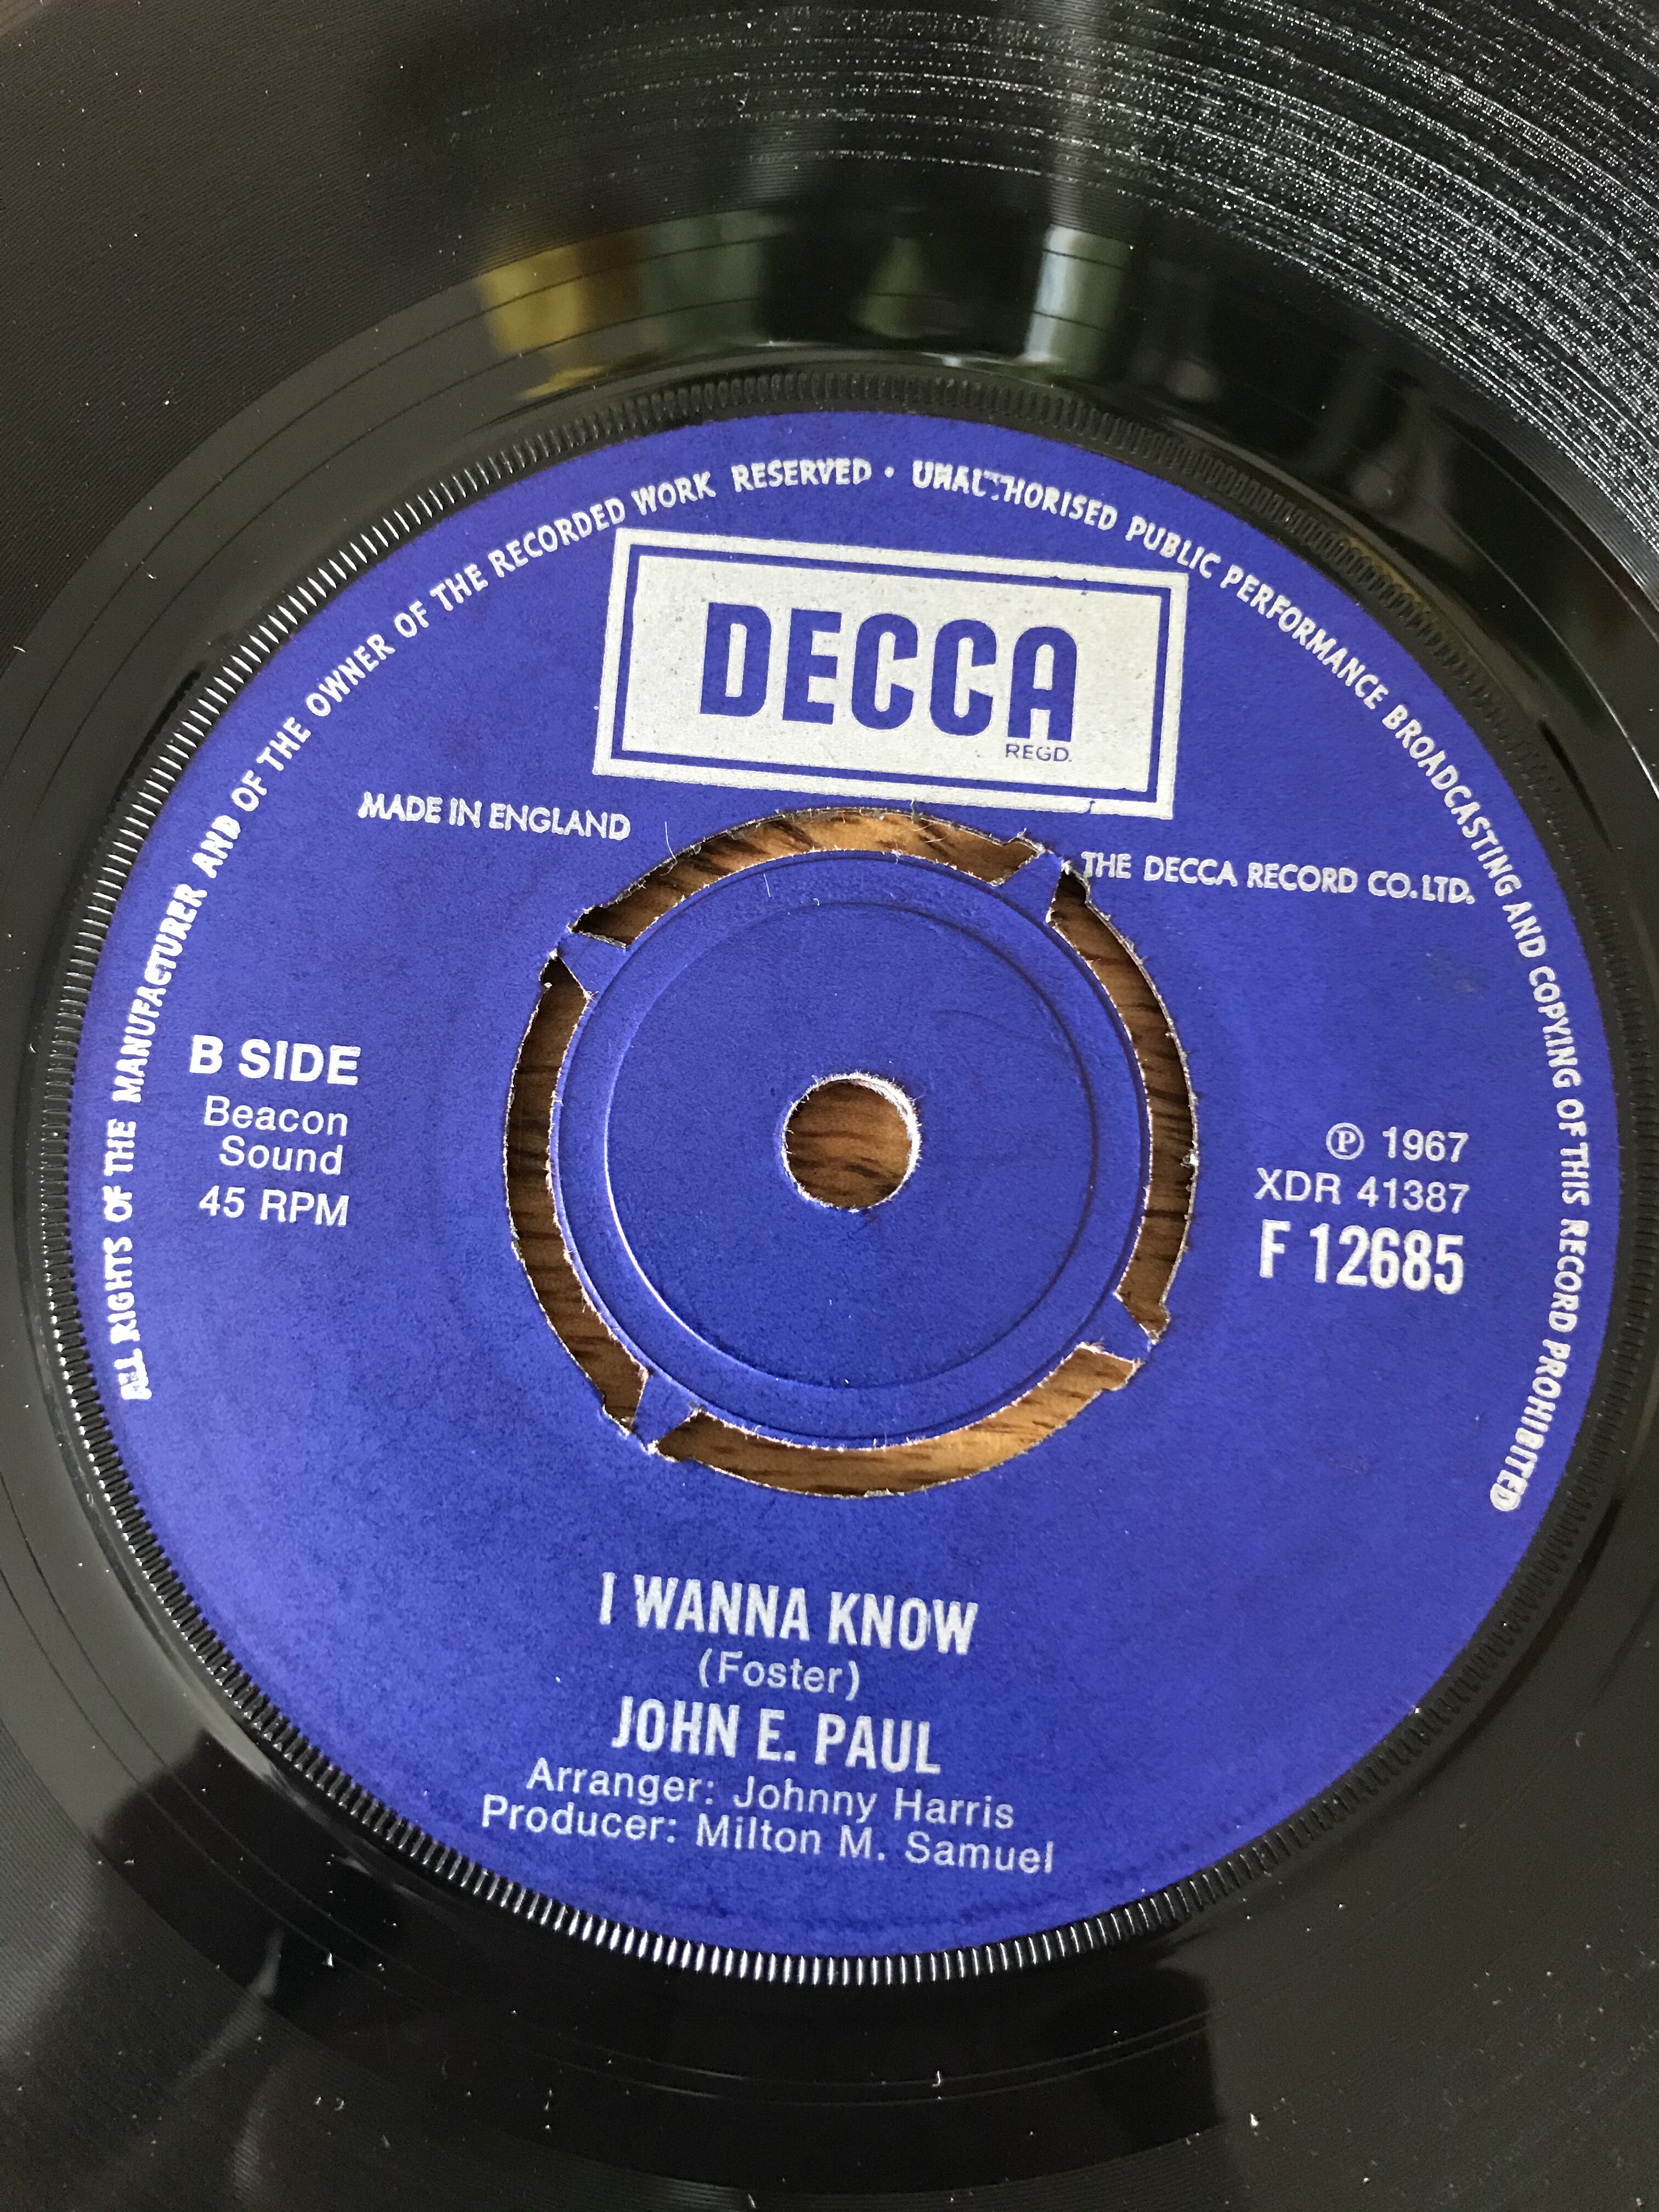 ALL RIGHTS OF THE MANUFACTURER AND OF THE OWNER OF THE RECORDED WORK RESERVED · UNAUTHORISED PUBLIC PERFORMANCE BROADCASTING AND COPYING OF THIS RECORD PROHIBITED
DECCA
REGD.
MADE IN ENGLAND
THE DECCA RECORD CO. LTD.
B SIDE
Beacon
Sound
45 RPM
℗ 1967
XDR 41387
F 12685
I WANNA KNOW
(Foster)
JOHN E. PAUL
Arranger: Johnny Harris
Producer: Milton M. Samuel